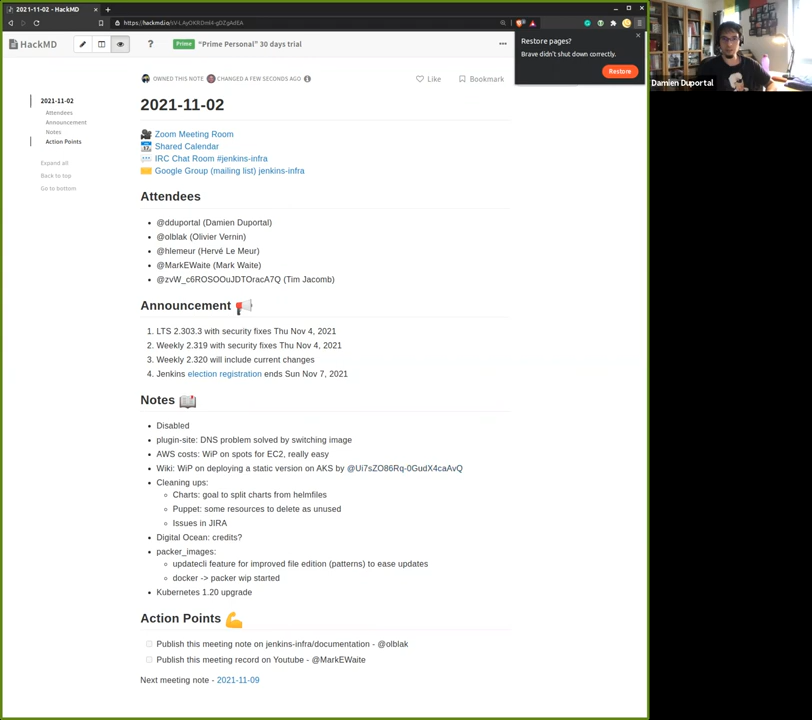 2021-11-02 - HackMD
https://hackmd.io/
HackMD
Prime
"Prime Personal" 30 days trial
Restore pages?
Brave didn't shut down correctly.
Restore
Damien Duportal
OWNED THIS NOTE
CHANGED A FEW SECONDS AGO
Like
Bookmark
2021-11-02
Attendees
Announcement
Notes
Action Points
Expand all
Back to top
Go to bottom
2021-11-02
Zoom Meeting Room
Shared Calendar
IRC Chat Room #jenkins-infra
Google Group (mailing list) jenkins-infra
Attendees
@dduportal (Damien Duportal)
@olblak (Olivier Vernin)
@hlemeur (Hervé Le Meur)
@MarkEWaite (Mark Waite)
@zvW_c6ROSOOuJDTOracA7Q (Tim Jacomb)
Announcement
1. LTS 2.303.3 with security fixes Thu Nov 4, 2021
2. Weekly 2.319 with security fixes Thu Nov 4, 2021
3. Weekly 2.320 will include current changes
4. Jenkins election registration ends Sun Nov 7, 2021
Notes
Disabled
plugin-site: DNS problem solved by switching image
AWS costs: WiP on spots for EC2, really easy
Wiki: WiP on deploying a static version on AKS by @Ui7sZO86Rq-0GudX4caAvQ
Cleaning ups:
Charts: goal to split charts from helmfiles
Puppet: some resources to delete as unused
Issues in JIRA
Digital Ocean: credits?
packer_images:
updatecli feature for improved file edition (patterns) to ease updates
docker -> packer wip started
Kubernetes 1.20 upgrade
Action Points
Publish this meeting note on jenkins-infra/documentation - @olblak
Publish this meeting record on Youtube - @MarkEWaite
Next meeting note - 2021-11-09